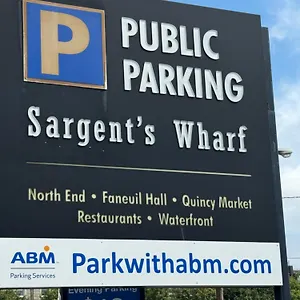 P PUBLIC
PARKING
Sargent's Wharf
North End • Faneuil Hall • Quincy Market
Restaurants • Waterfront
ABM Parkwithabm.com
Parking Services
Evening Parking